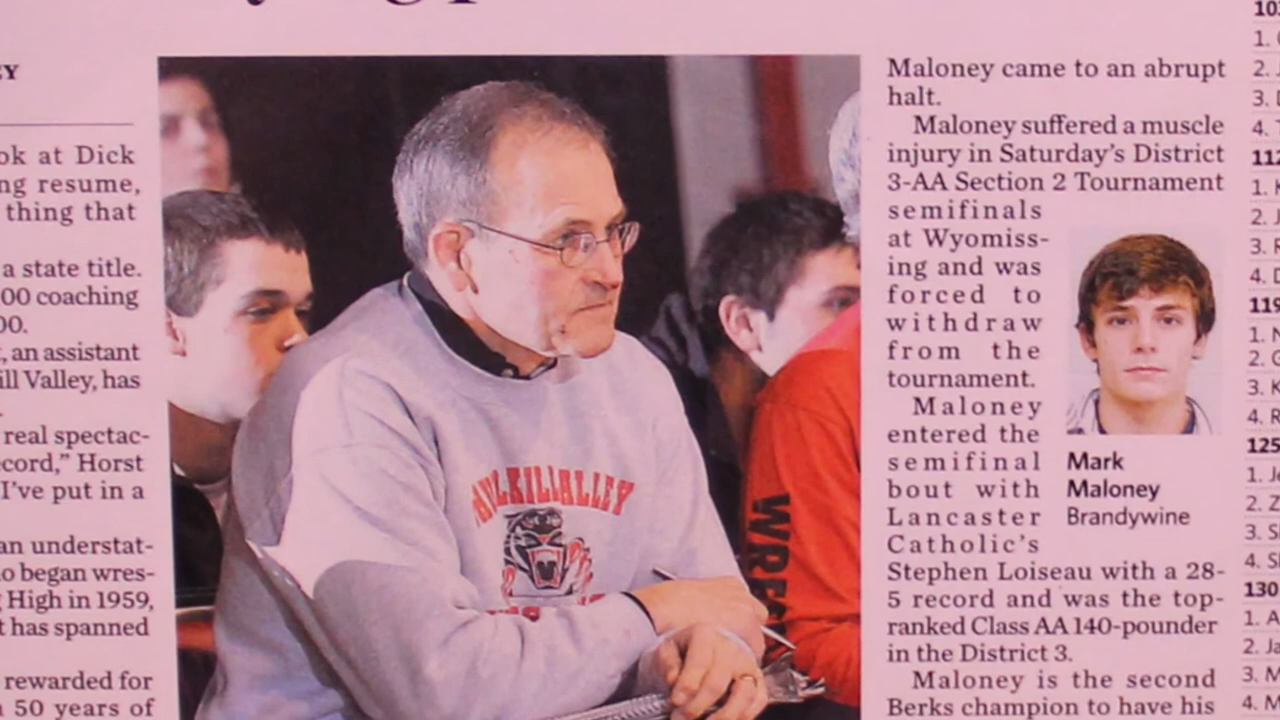 ok at Dick
ng resume,
thing that
a state title.
00 coaching
00.
, an assistant
ill Valley, has
real spectac-
cord," Horst
I've put in a
an understat-
o began wres-
High in 1959,
t has spanned
rewarded for
50 years of
WRES
Maloney came to an abrupt
halt.
Maloney suffered a muscle
injury in Saturday's District
3-AA Section 2 Tournament
semifinals
at Wyomiss-
ing and was
forced to
withdraw
from the
tournament.
Maloney
entered the
semifinal
bout with
Lancaster
Catholic's
Stephen Loiseau with a 28-
5 record and was the top-
ranked Class AA 140-pounder
in the District 3.
Maloney is the second
Berks champion to have his
Mark
Maloney
Brandywine
103
1.
2.
3.
4.
112
1.
2.
3.
4.
119
1.
2.
3.
4.
125
1.
2.
3.
4.
130
1. A
2. Ja
3. M
4. M